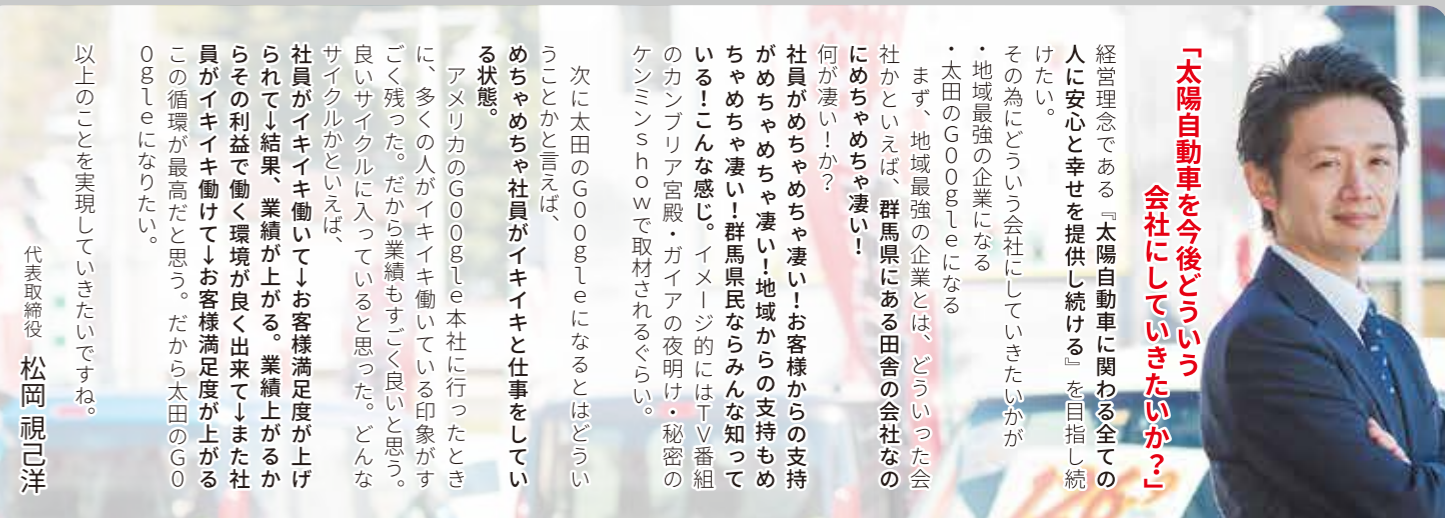 「太陽自動車を今後どういう
会社にしていきたいか？」
経営理念である『太陽自動車に関わる全ての
人に安心と幸せを提供し続ける』を目指し続
けたい。
その為にどういう会社にしていきたいかが
・地域最強の企業になる
・太田のＧ００ｇｌｅになる
まず、地域最強の企業とは、どういった会
社かといえば、群馬県にある田舎の会社なの
にめちゃめちゃ凄い！
何が凄い！か？
社員がめちゃめちゃ凄い！お客様からの支持
がめちゃめちゃ凄い！地域からの支持もめ
ちゃめちゃ凄い！群馬県民ならみんな知って
いる！こんな感じ。イメージ的にはＴＶ番組
のカンブリア宮殿・ガイアの夜明け・秘密の
ケンミンｓｈｏｗで取材されるぐらい。
次に太田のＧ００ｇｌｅになるとはどうい
うことかと言えば、
めちゃめちゃ社員がイキイキと仕事をしてい
る状態。
アメリカのＧ００ｇｌｅ本社に行ったとき
に、多くの人がイキイキ働いている印象がす
ごく残った。だから業績もすごく良いと思う。
良いサイクルに入っていると思った。どんな
サイクルかといえば、
社員がイキイキ働いて→お客様満足度が上げ
られて→結果、業績が上がる。業績上がるか
らその利益で働く環境が良く出来て→また社
員がイキイキ働けて→お客様満足度が上がる
この循環が最高だと思う。だから太田のＧ０
０ｇｌｅになりたい。
以上のことを実現していきたいですね。
代表取締役 松岡 視己洋